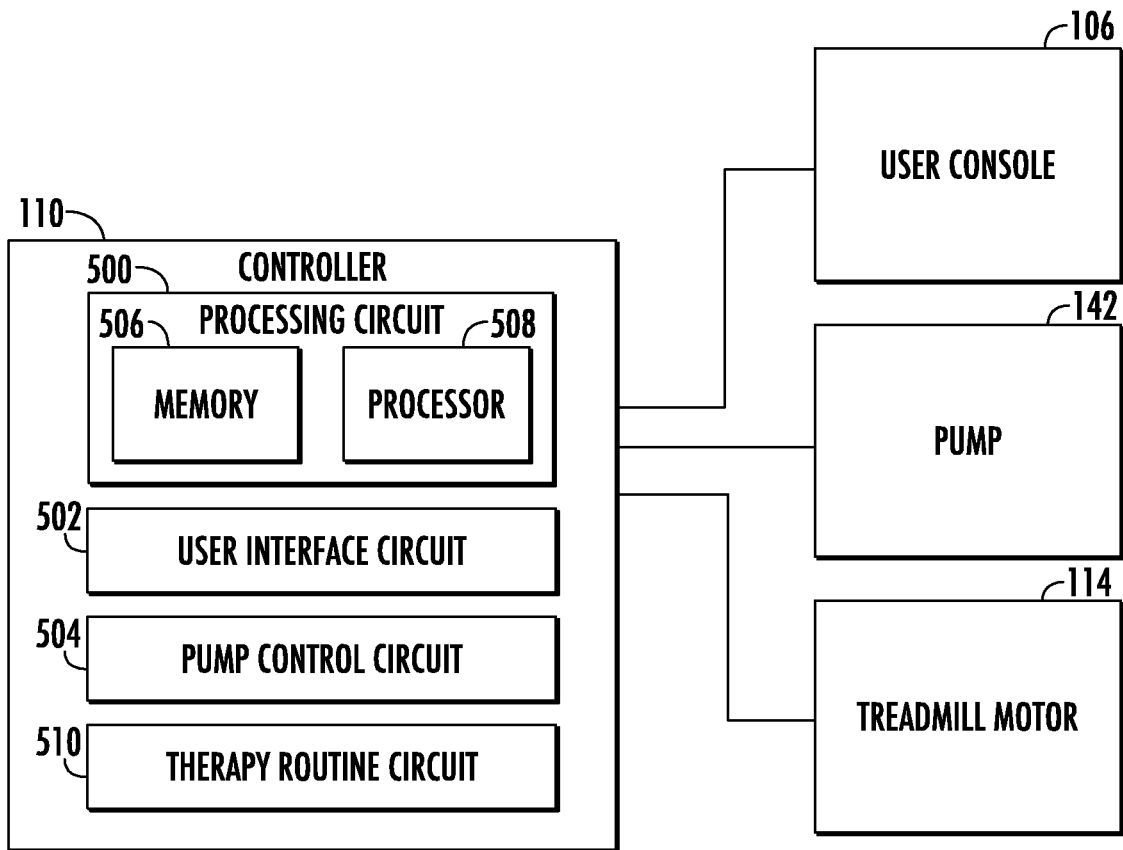 106
USER CONSOLE
110
CONTROLLER
500
PROCESSING CIRCUIT
506
508
MEMORY
PROCESSOR
142
PUMP
502
USER INTERFACE CIRCUIT
504
PUMP CONTROL CIRCUIT
510
THERAPY ROUTINE CIRCUIT
114
TREADMILL MOTOR